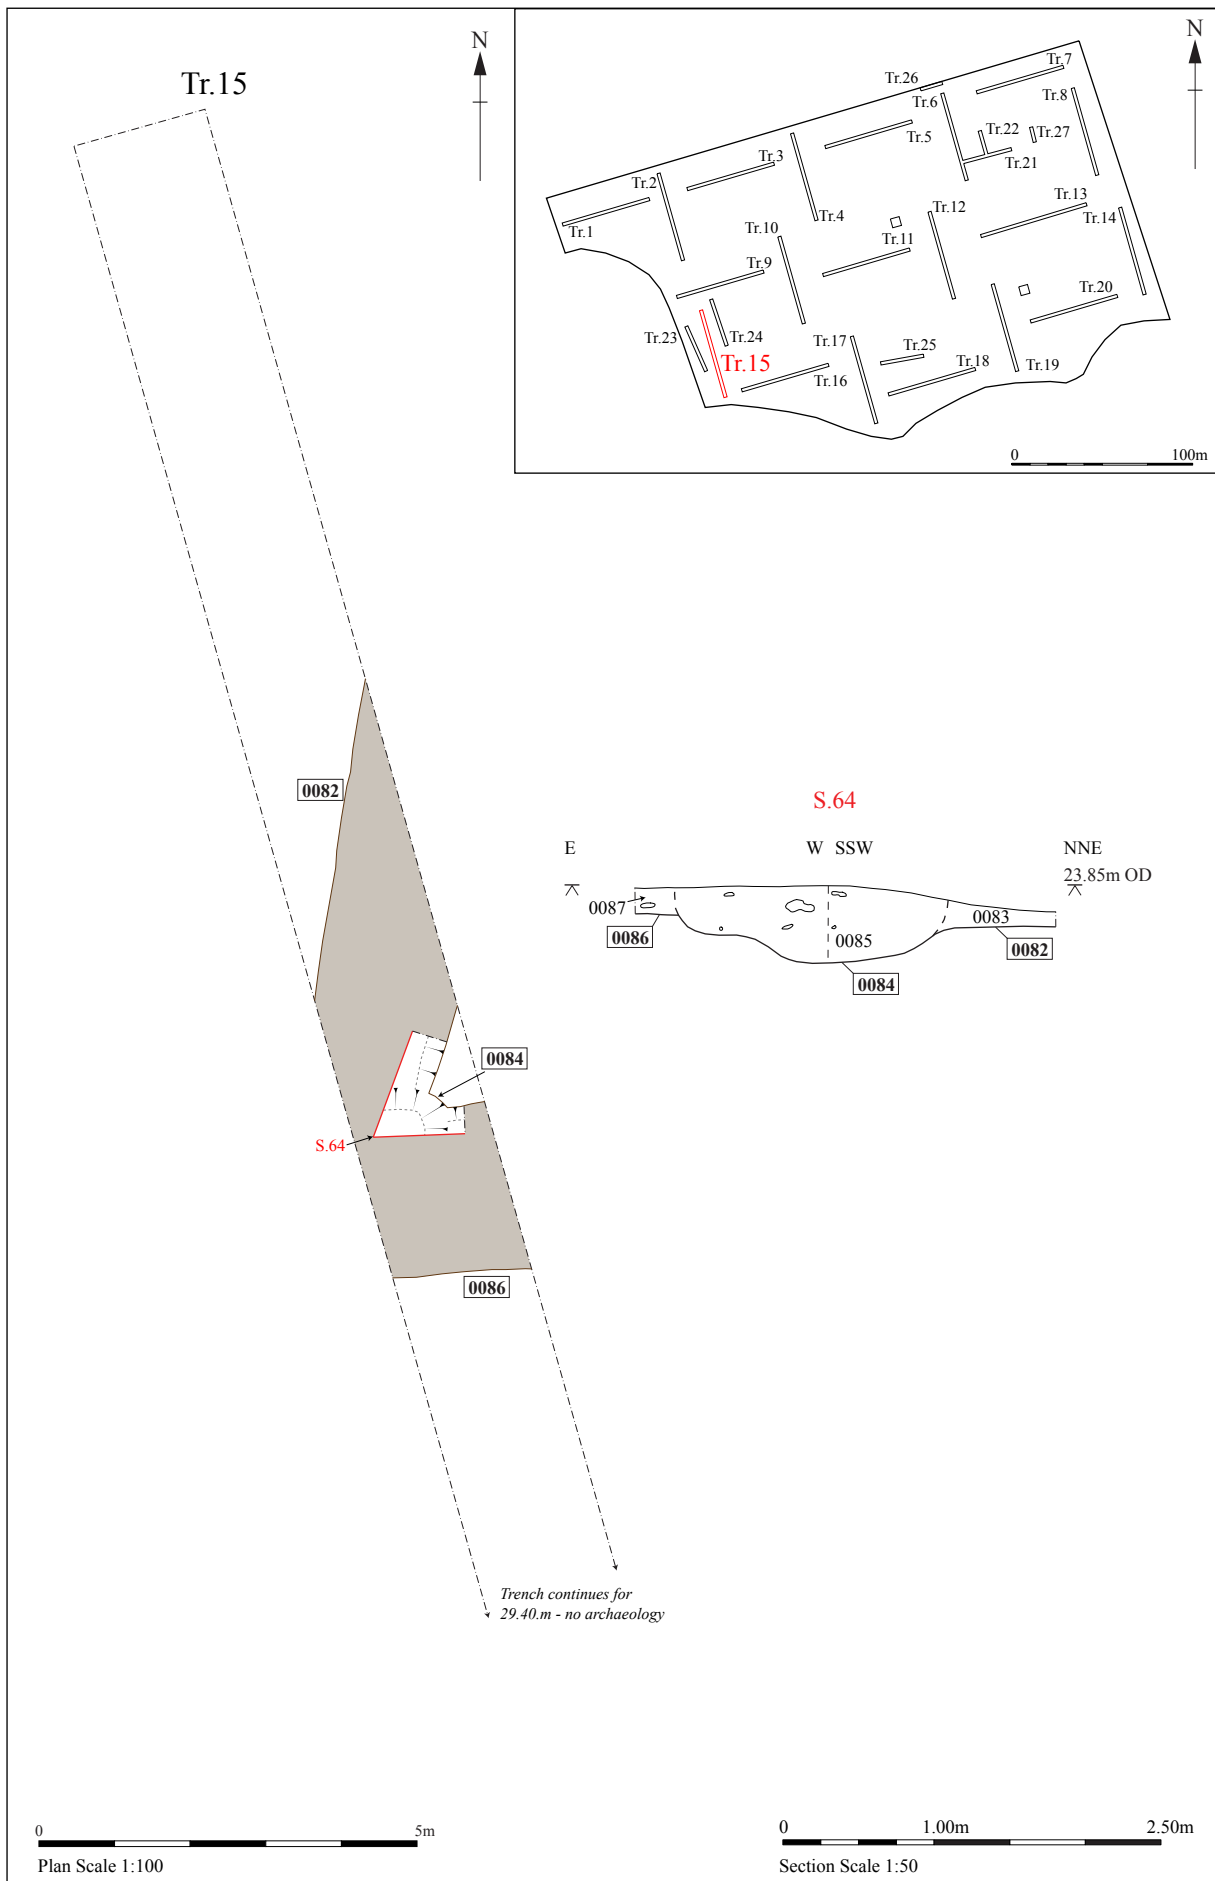 Tr.15
N
N
Tr.26
Tr.7
Tr.6
Tr.8
Tr.5
Tr.22
Tr.27
Tr.21
Tr.3
Tr.2
Tr.4
Tr.1
Tr.12
Tr.13
Tr.14
Tr.10
Tr.11
Tr.9
Tr.20
Tr.23
Tr.24
Tr.17
Tr.25
Tr.15
Tr.16
Tr.18
Tr.19
0
100m
0082
S.64
E
W SSW
NNE
23.85m OD
0087
0083
0086
0085
0082
0084
0084
S.64
0086
Trench continues for
29.40.m - no archaeology
0
5m
Plan Scale 1:100
0
1.00m
2.50m
Section Scale 1:50